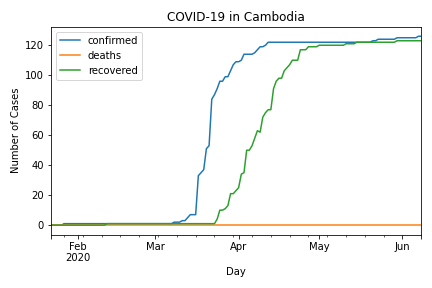 COVID-19 in Cambodia
confirmed
deaths
recovered
Number of Cases
120
100
80
60
40
20
0
Feb
2020
Mar
Apr
May
Jun
Day